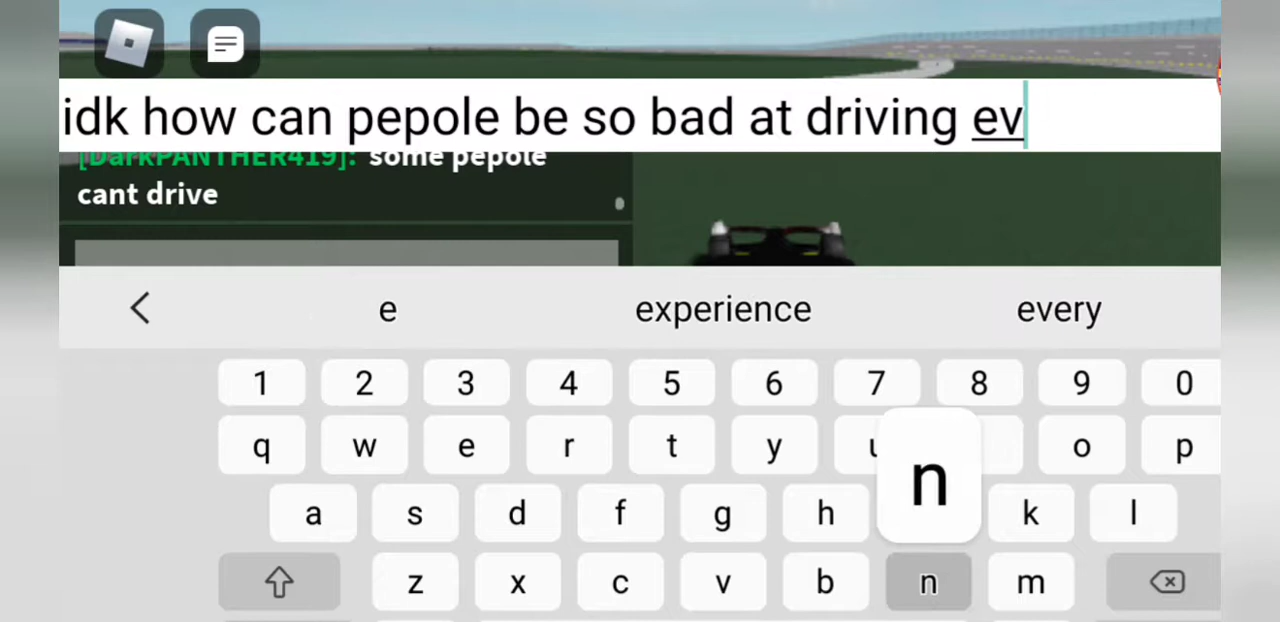 idk how can pepole be so bad at driving ev
[DarkPANTHER419]: some pepole
cant drive
e experience every
1 2 3 4 5 6 7 8 9 0
q w e r t y u o p
a s d f g h k l
n
z x c v b n m